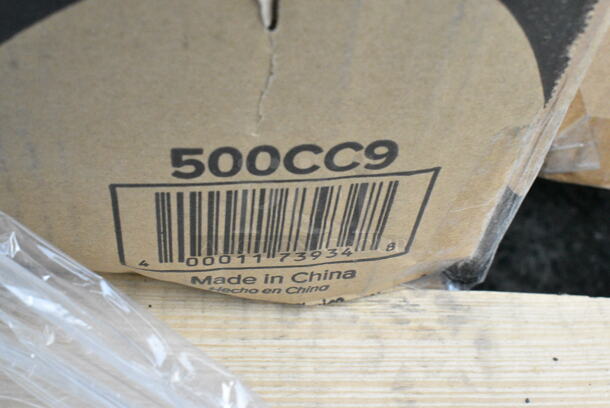 500CC9
4 00011 73934 8
Made in China
Hecho en China